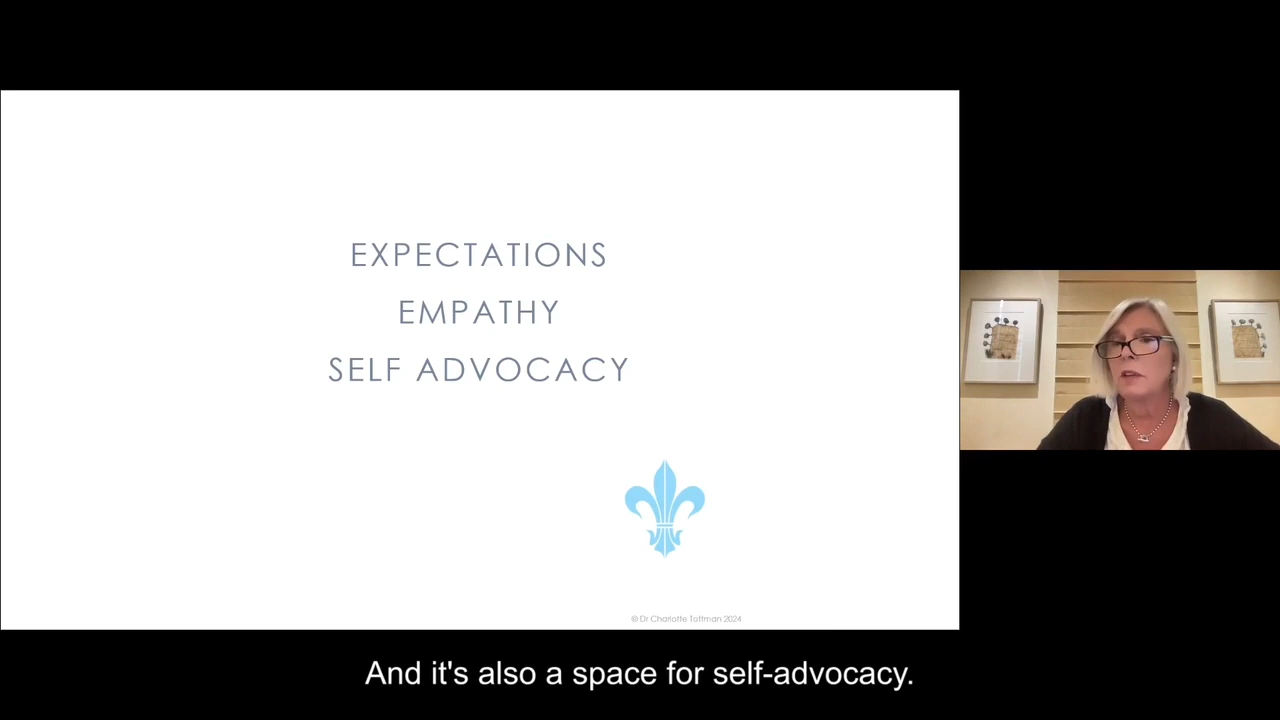 EXPECTATIONS
EMPATHY
SELF ADVOCACY
© Dr Charlotte Tottman 2024
And it's also a space for self-advocacy.